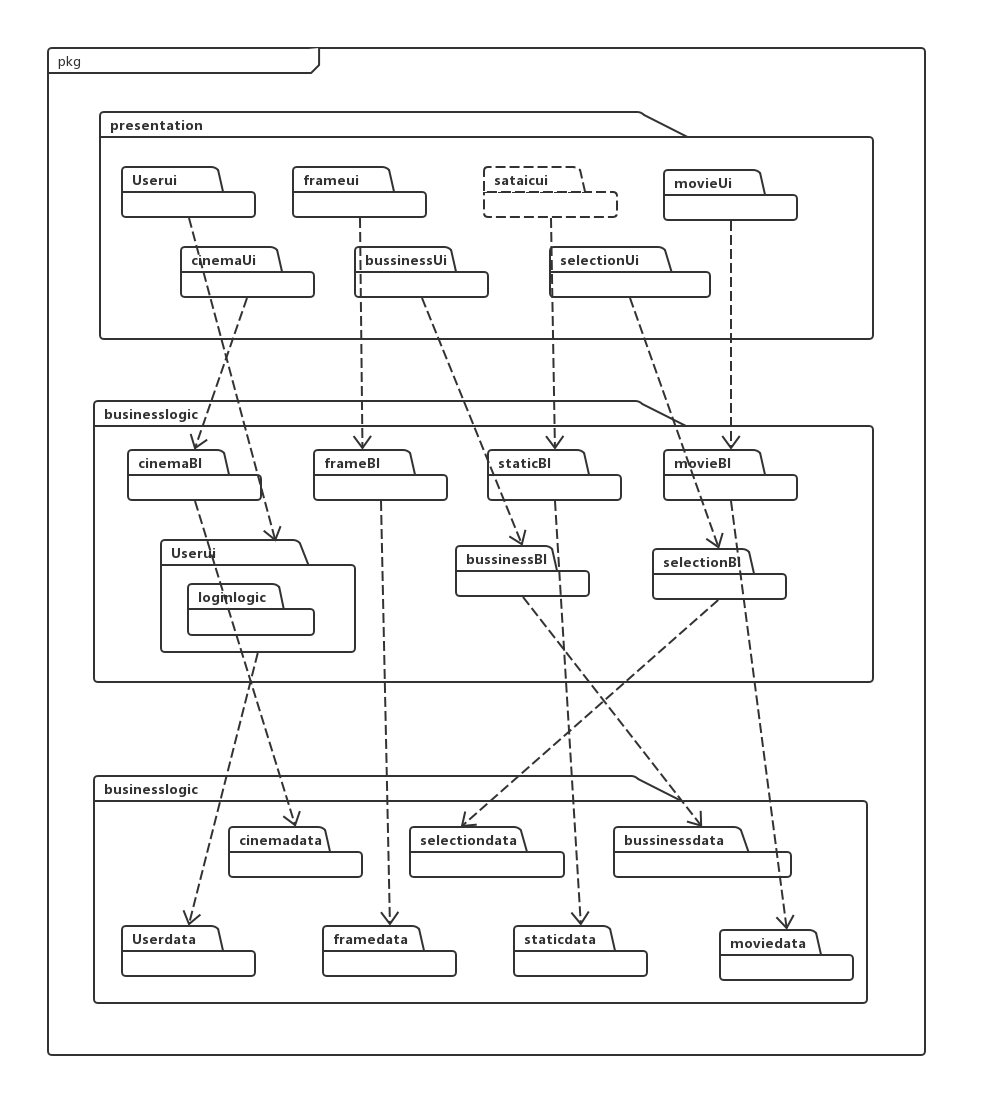 pkg
presentation
Userui
frameui
sataicui
movieUi
cinemaUi
bussinessUi
selectionUi
businesslogic
cinemaBl
frameBl
staticBl
movieBl
Userui
loginlogic
bussinessBl
selectionBl
businesslogic
cinemadata
selectiondata
bussinessdata
Userdata
framedata
staticdata
moviedata